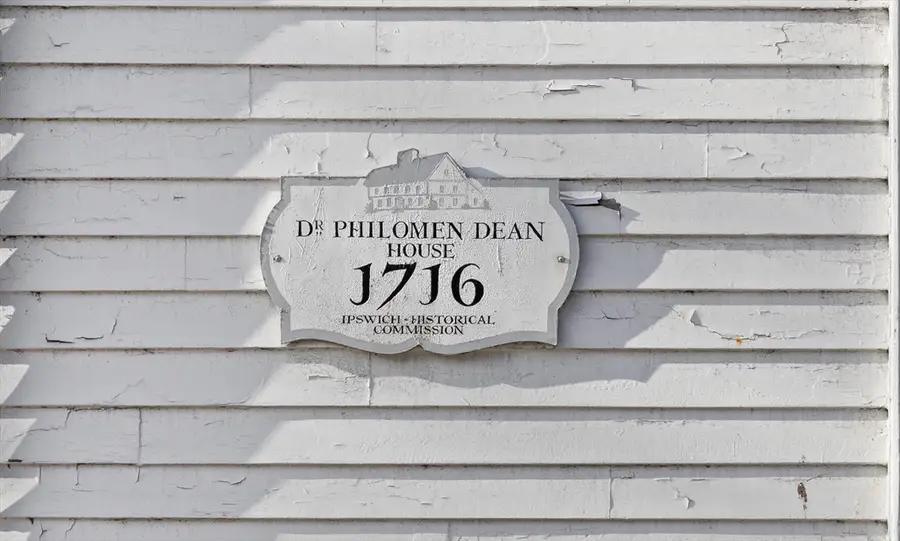 DR PHILOMEN DEAN
HOUSE
1716
IPSWICH - HISTORICAL
COMMISSION